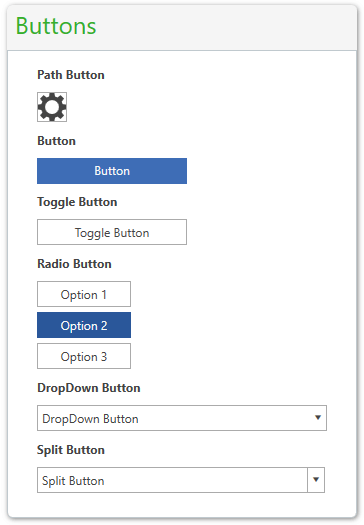 Buttons
Path Button
Button
Button
Toggle Button
Toggle Button
Radio Button
Option 1
Option 2
Option 3
DropDown Button
DropDown Button
Split Button
Split Button